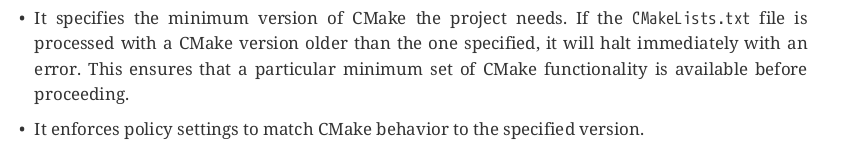 • It specifies the minimum version of CMake the project needs. If the CMakeLists.txt file is
processed with a CMake version older than the one specified, it will halt immediately with an
error. This ensures that a particular minimum set of CMake functionality is available before
proceeding.
• It enforces policy settings to match CMake behavior to the specified version.